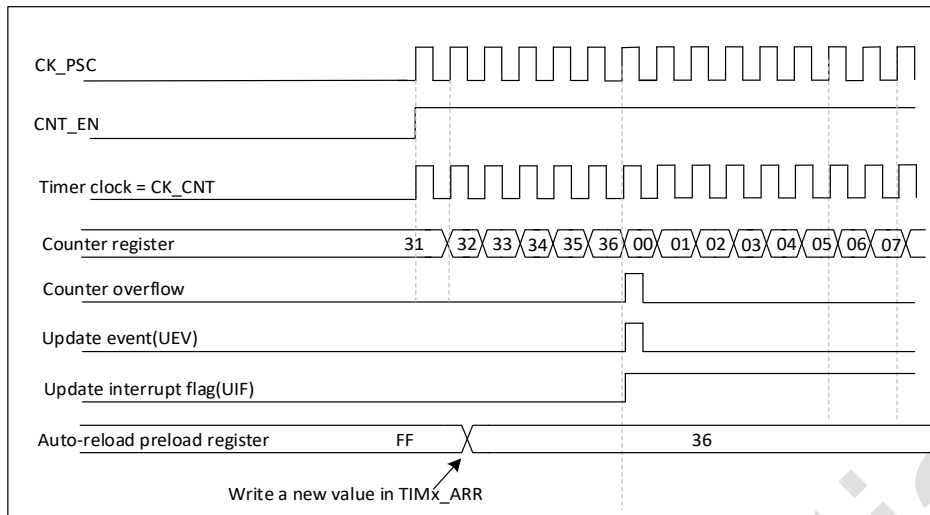 CK_PSC
CNT_EN
Timer clock = CK_CNT
Counter register 31 32 33 34 35 36 00 01 02 03 04 05 06 07
Counter overflow
Update event(UEV)
Update interrupt flag(UIF)
Auto-reload preload register FF 36
Write a new value in TIMx_ARR